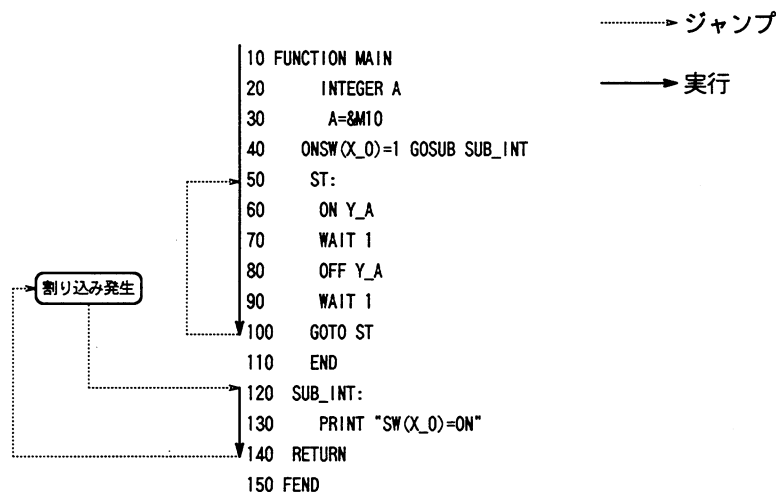 ジャンプ
実行
10 FUNCTION MAIN
20 INTEGER A
30 A=&M10
40 ONSW(X_0)=1 GOSUB SUB_INT
50 ST:
60 ON Y_A
70 WAIT 1
80 OFF Y_A
割り込み発生
90 WAIT 1
100 GOTO ST
110 END
120 SUB_INT:
130 PRINT "SW(X_0)=ON"
140 RETURN
150 FEND